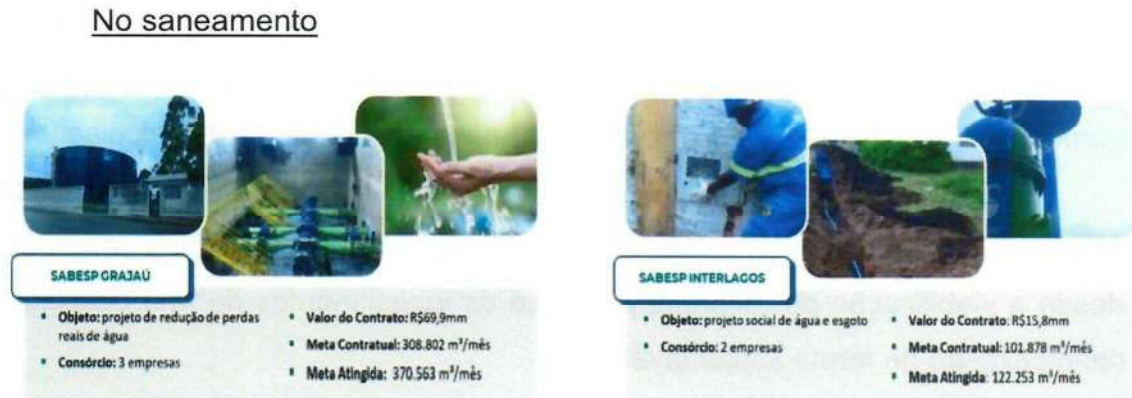 No saneamento
SABESP GRAJAÚ
Objeto: projeto de redução de perdas
reais de água
Consórcio: 3 empresas
Valor do Contrato: R$69,9mm
Meta Contratual: 308.802 m³/mês
Meta Atingida: 370.563 m³/mês
SABESP INTERLAGOS
Objeto: projeto social de água e esgoto
Consórcio: 2 empresas
Valor do Contrato: R$15,8mm
Meta Contratual: 101.878 m³/mês
Meta Atingida: 122.253 m³/mês